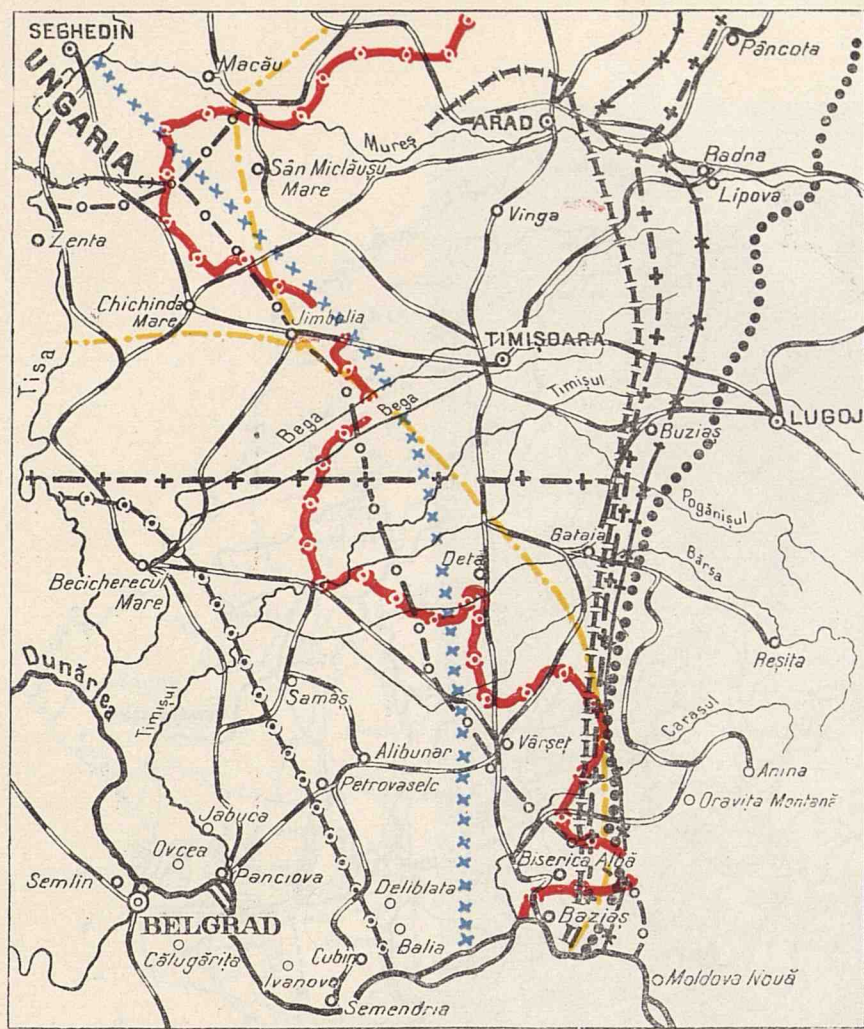 SEGHEDIN
UNGARIA
Macău
Pâncota
ARAD
Mureș
Sân Miclăușu
Mare
Radna
Lipova
Vinga
Zenta
Chichinda
Mare
Jimbolia
TIMIȘOARA
Tisa
Timișul
Bega
Bega
Buziaș
LUGOJ
Pogănișul
Gataia
Bârsa
Deta
Becicherecul
Mare
Dunărea
Timișul
Reșița
Samăș
Carașul
Alibunar
Vârșeț
Anina
Petrovaselc
Oravița Montană
Jabuca
Ovcea
Biserica Albă
Semlin
Panciova
Deliblata
Baziaș
BELGRAD
Balia
Călugărița
Cubin
Ivanovo
Moldova Nouă
Semendria